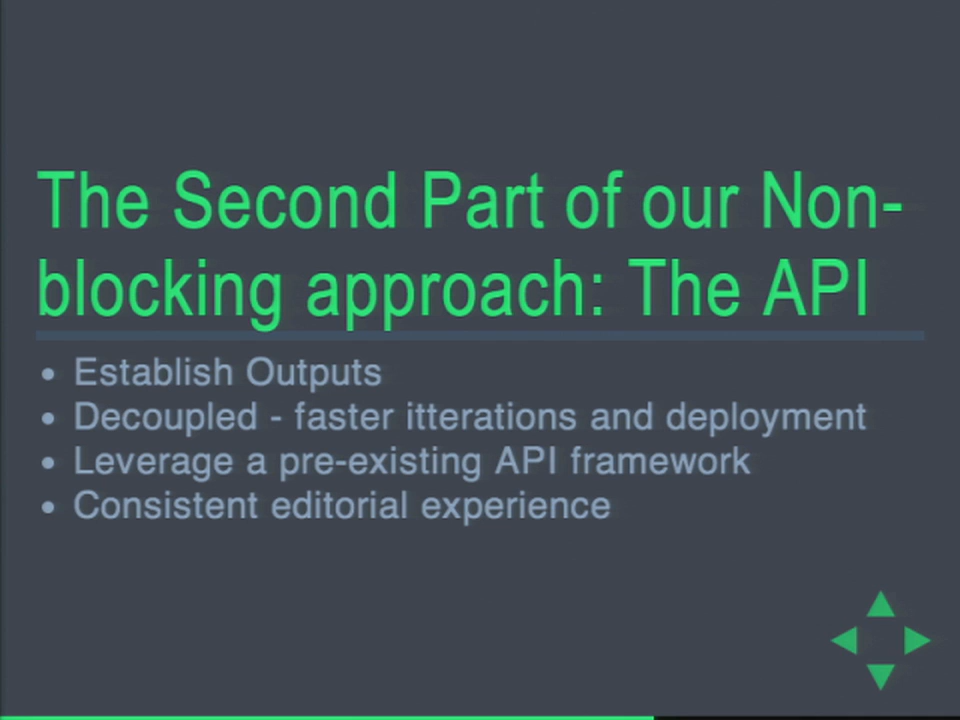 The Second Part of our Non-
blocking approach: The API
• Establish Outputs
• Decoupled - faster itterations and deployment
• Leverage a pre-existing API framework
• Consistent editorial experience